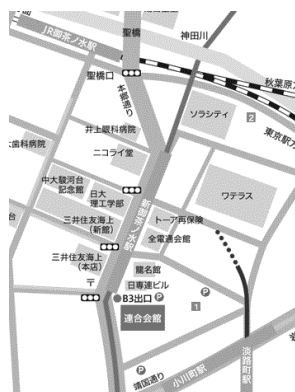 聖橋
神田川
JR御茶ノ水駅
聖橋口
本郷通り
秋葉原方
ソラシティ
2
東京駅方
井上眼科病院
大歯科病院
ニコライ堂
中大駿河台
記念館
日大
理工学部
ワテラス
新御茶ノ水駅
三井住友海上
(新館)
トーア再保険
全電通会館
三井住友海上
(本店)
龍名館
日専連ビル
〒
B3出口
P
P
1
連合会館
P
靖国通り
小川町駅
淡路町駅